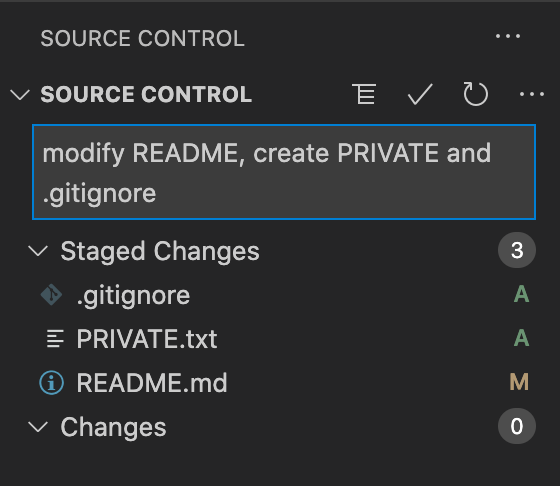 SOURCE CONTROL
SOURCE CONTROL
modify README, create PRIVATE and
.gitignore
Staged Changes 3
.gitignore A
PRIVATE.txt A
README.md M
Changes 0